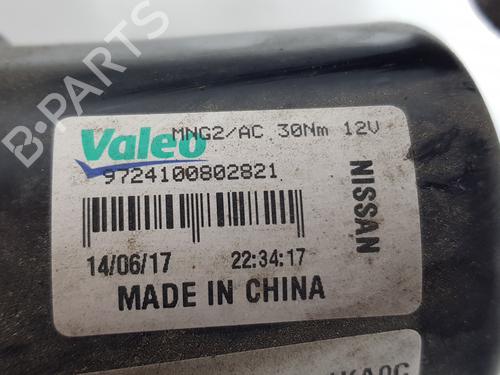 Valeo MNG2/AC 30Nm 12V
9724100802821
14/06/17 22:34:17
MADE IN CHINA
NISSAN
B-PARTS